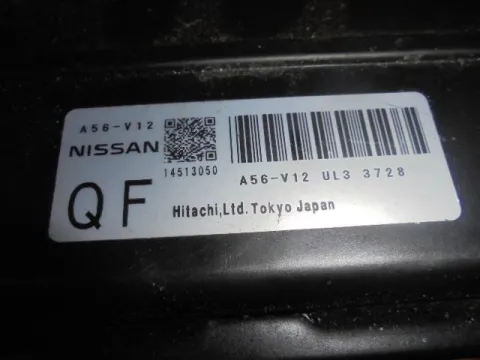 A56-V12
NISSAN
14513050
A56-V12 UL3 3728
QF
Hitachi,Ltd.Tokyo Japan